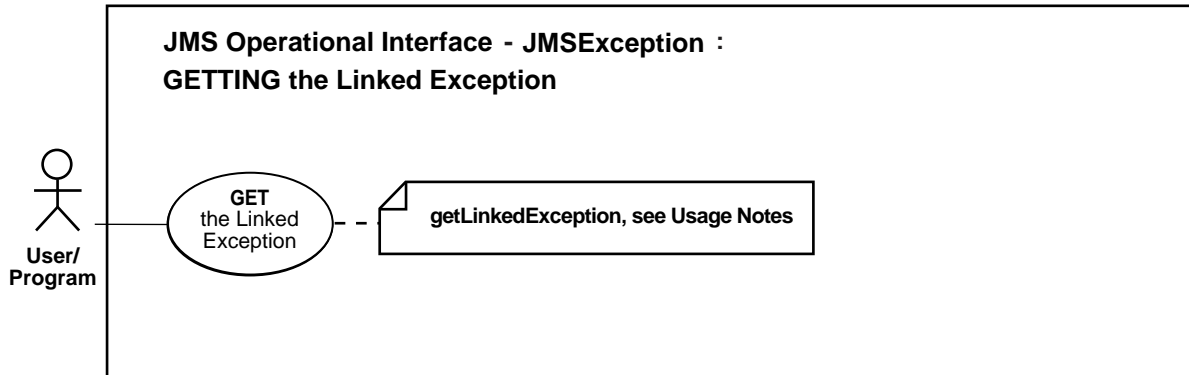 JMS Operational Interface - JMSException :
GETTING the Linked Exception
GET
the Linked
Exception
getLinkedException, see Usage Notes
User/
Program